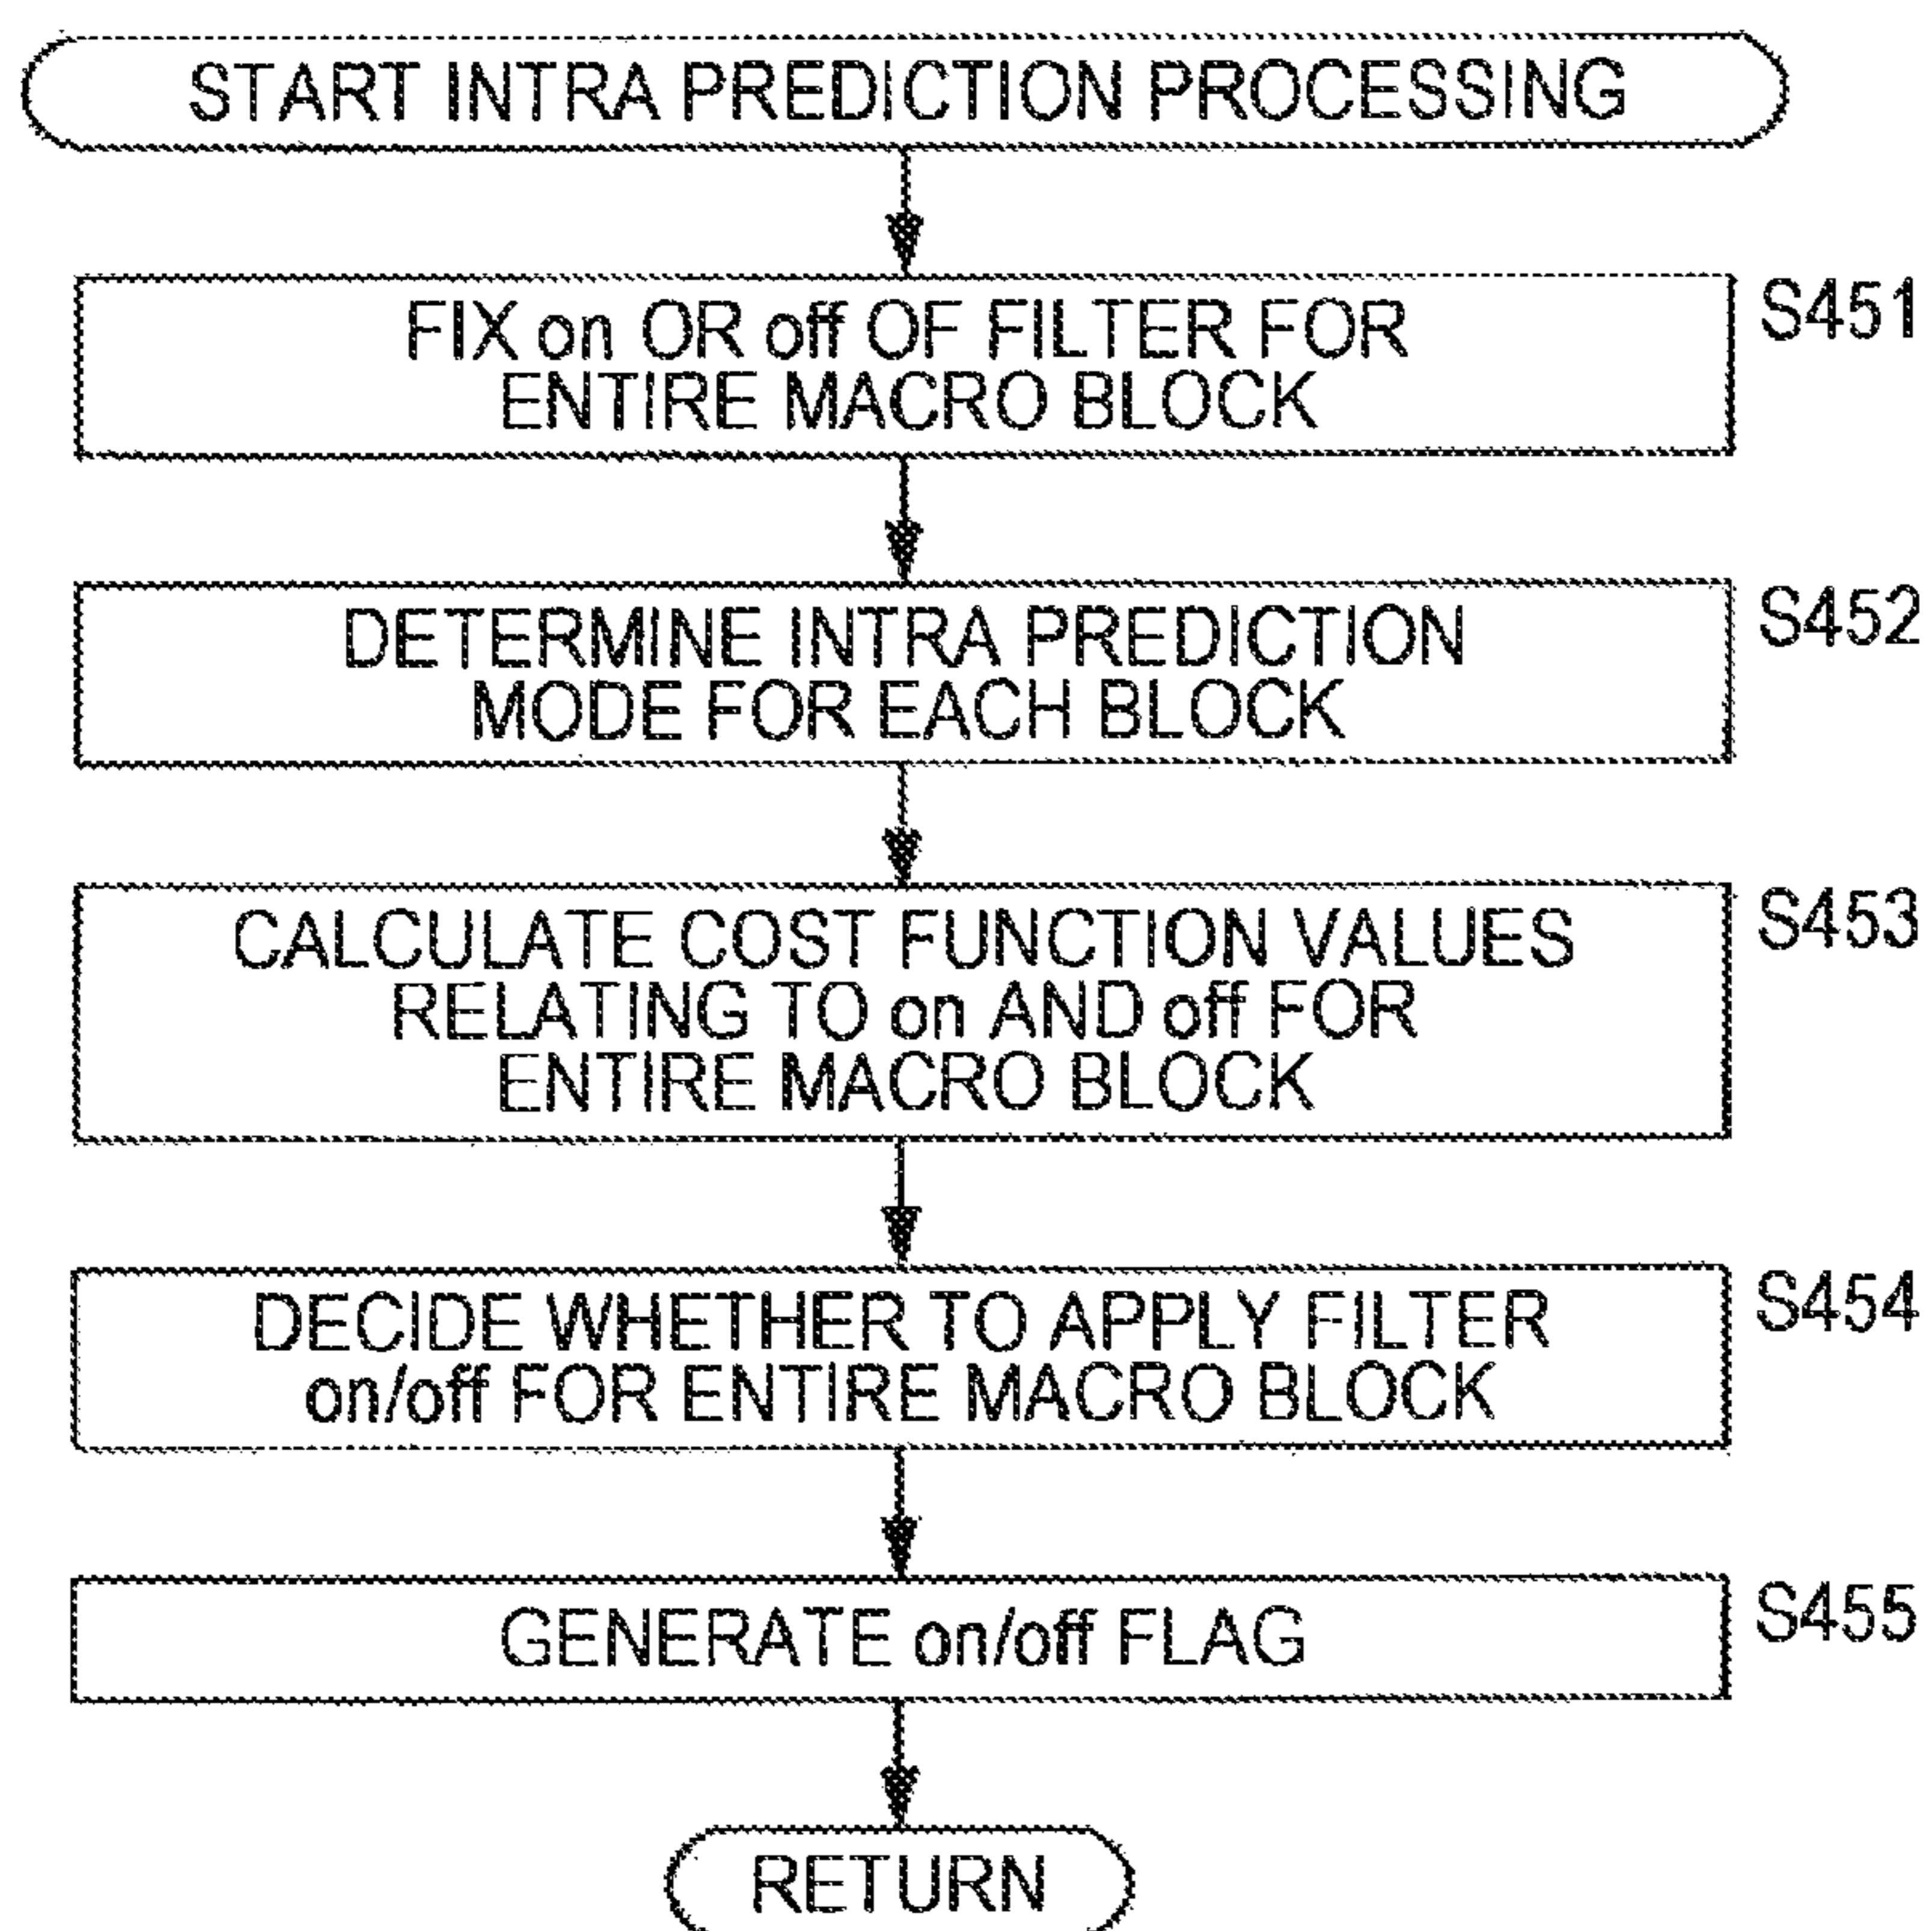 START INTRA PREDICTION PROCESSING
FIX on OR off OF FILTER FOR
ENTIRE MACRO BLOCK
S451
DETERMINE INTRA PREDICTION
MODE FOR EACH BLOCK
S452
CALCULATE COST FUNCTION VALUES
RELATING TO on AND off FOR
ENTIRE MACRO BLOCK
S453
DECIDE WHETHER TO APPLY FILTER
on/off FOR ENTIRE MACRO BLOCK
S454
GENERATE on/off FLAG
S455
RETURN